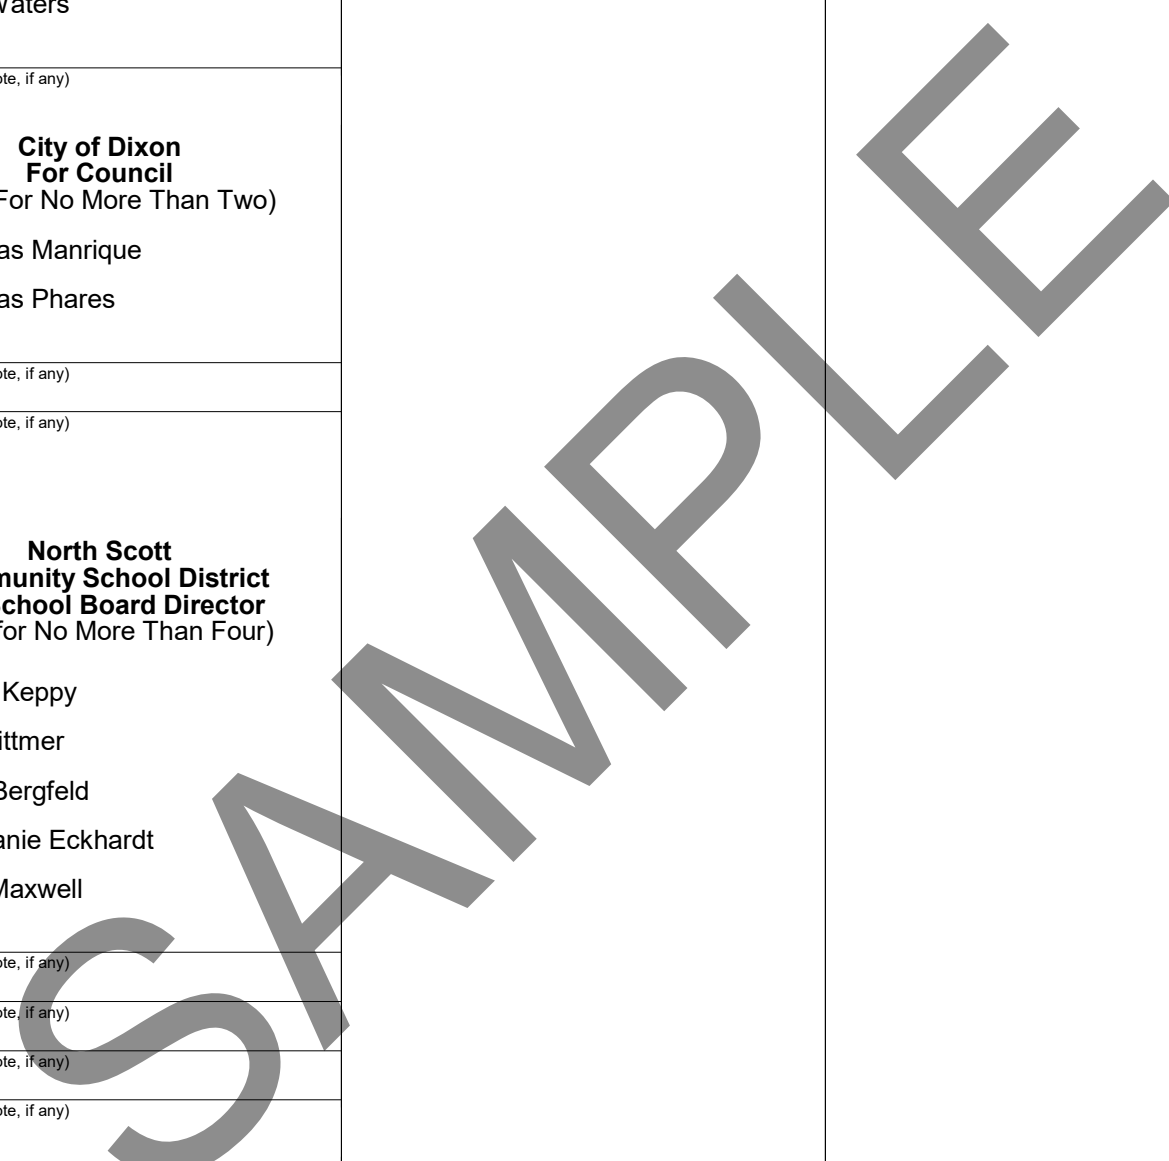 Waters
ote, if any)
City of Dixon
For Council
For No More Than Two)
as Manrique
as Phares
ote, if any)
ote, if any)
North Scott
munity School District
School Board Director
for No More Than Four)
Keppy
ittmer
Bergfeld
anie Eckhardt
Maxwell
ote, if any)
ote, if any)
ote, if any)
ote, if any)
SAMPLE